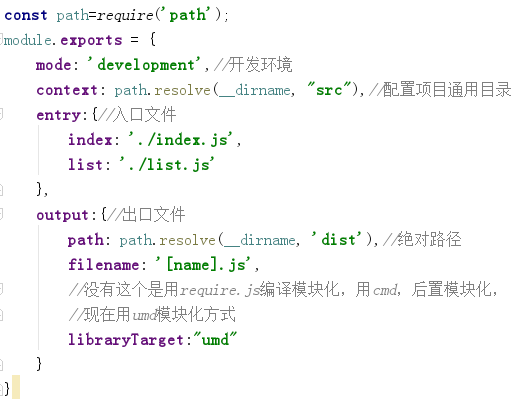 const path=require('path');
module.exports = {
mode: 'development',//开发环境
context: path.resolve(__dirname, "src"),//配置项目通用目录
entry:{//入口文件
index: './index.js',
list: './list.js'
},
output:{//出口文件
path: path.resolve(__dirname, 'dist'),//绝对路径
filename: '[name].js',
//没有这个是用require.js编译模块化，用cmd，后置模块化，
//现在用umd模块化方式
libraryTarget:"umd"
}
}